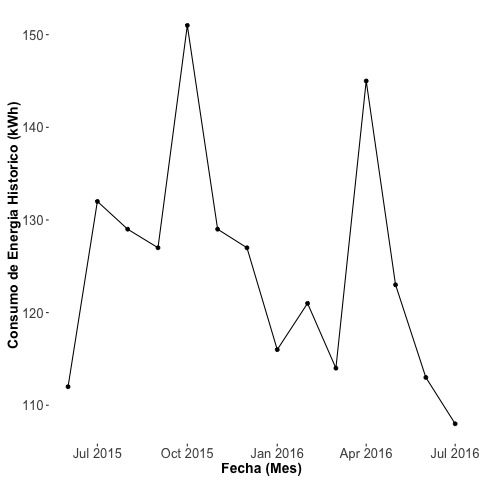 Consumo de Energia Historico (kWh)
150
140
130
120
110
Jul 2015 Oct 2015 Jan 2016 Apr 2016 Jul 2016
Fecha (Mes)